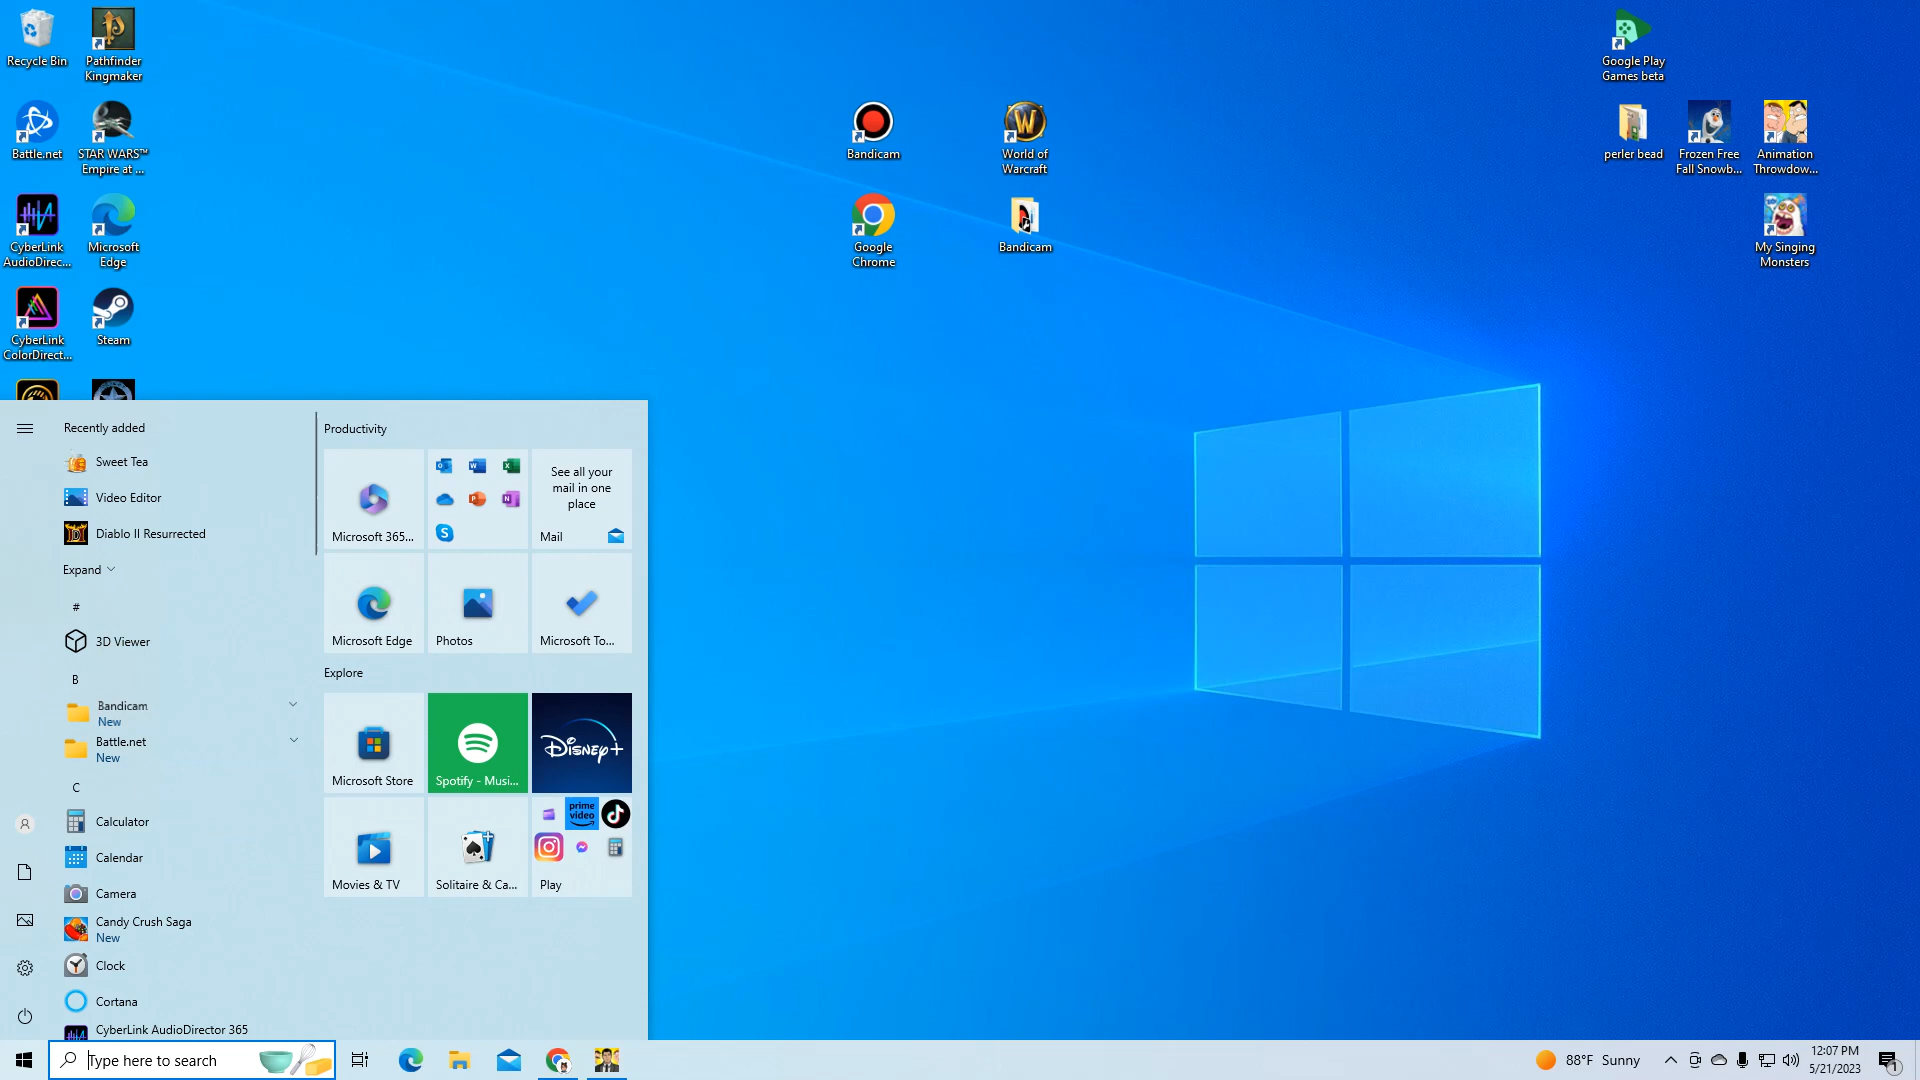 Recycle Bin
Pathfinder
Kingmaker
Battle.net
STAR WARS™
Empire at ...
CyberLink
AudioDirec...
Microsoft
Edge
CyberLink
ColorDirect...
Steam
Bandicam
World of
Warcraft
Google
Chrome
Bandicam
Google Play
Games beta
perler bead
Frozen Free
Fall Snowb...
Animation
Throwdow...
My Singing
Monsters
Recently added
Sweet Tea
Video Editor
Diablo II Resurrected
Expand
#
3D Viewer
B
Bandicam
New
Battle.net
New
C
Calculator
Calendar
Camera
Candy Crush Saga
New
Clock
Cortana
CyberLink AudioDirector 365
Productivity
Microsoft 365...
See all your
mail in one
place
Mail
Microsoft Edge
Photos
Microsoft To...
Explore
Microsoft Store
Spotify - Musi...
Disney+
Movies & TV
Solitaire & Ca...
prime
video
Play
Type here to search
88°F Sunny
12:07 PM
5/21/2023
1